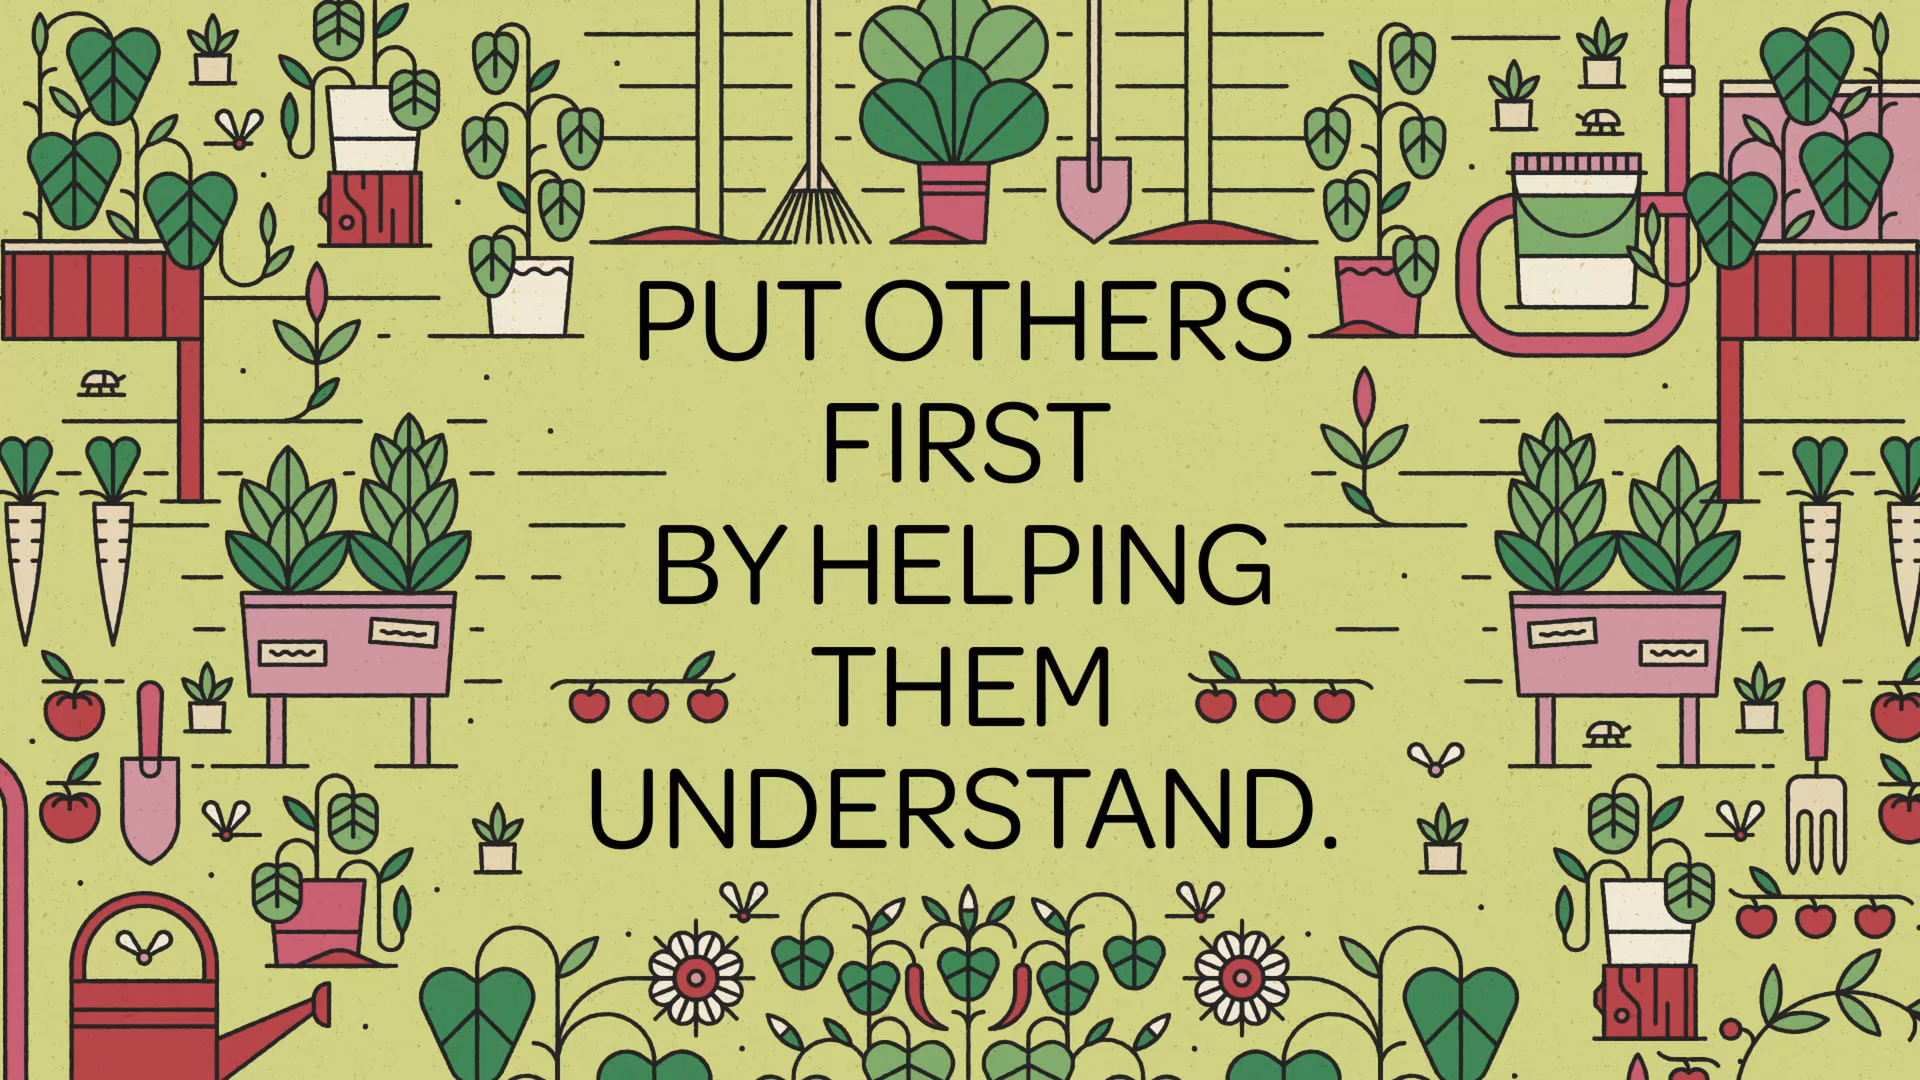 PUT OTHERS
FIRST
BY HELPING
THEM
UNDERSTAND.